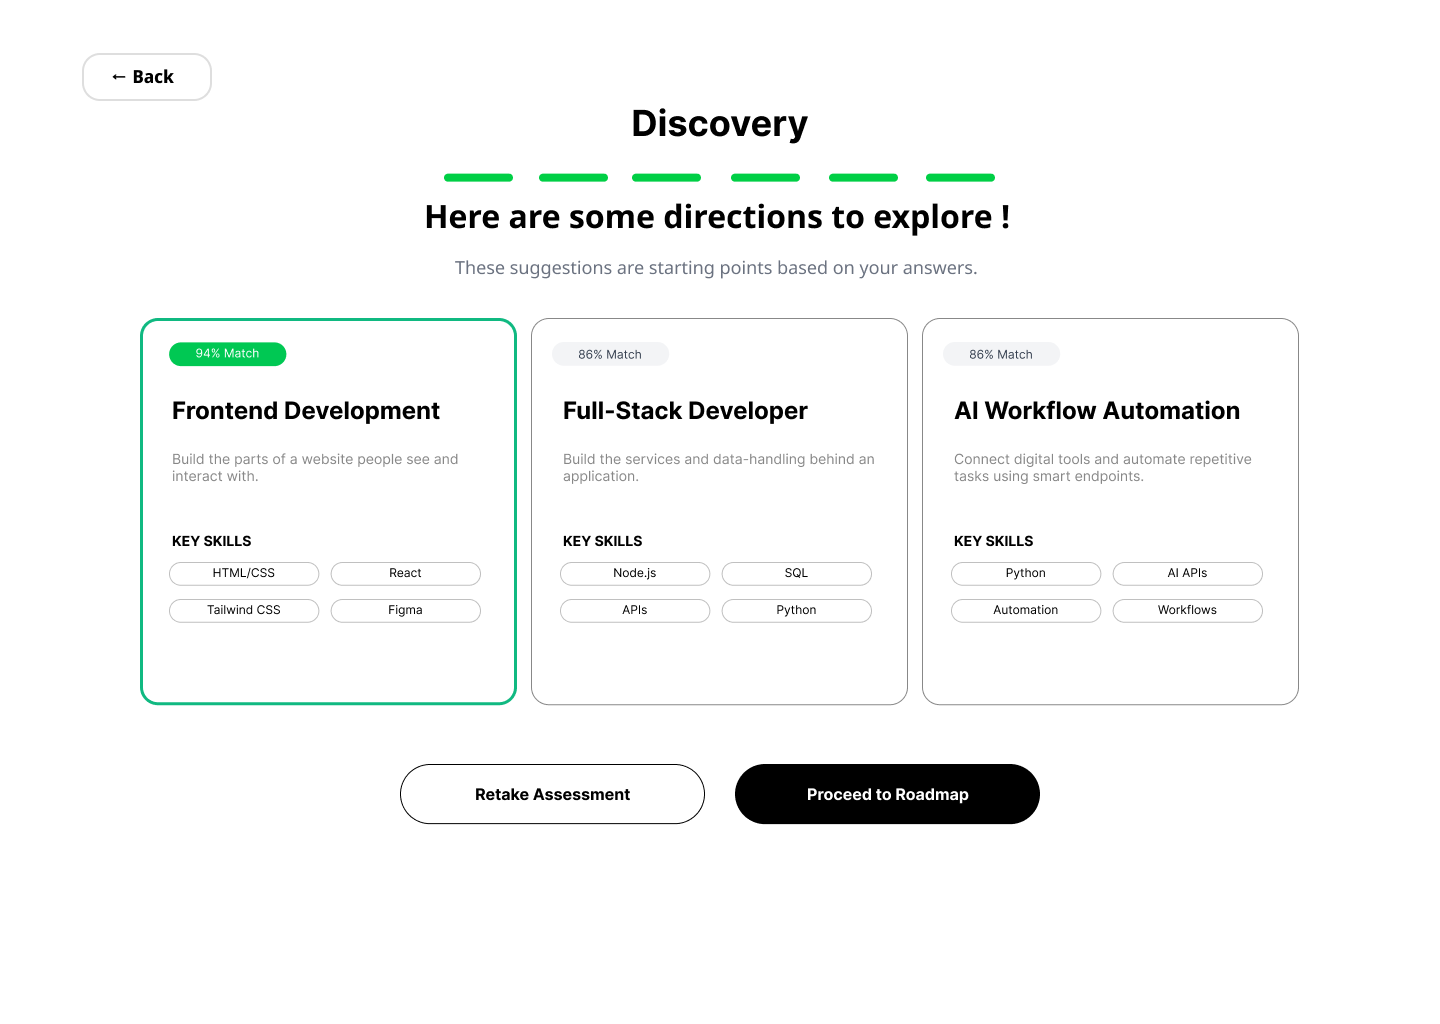 ← Back
Discovery
Here are some directions to explore !
These suggestions are starting points based on your answers.
94% Match
Frontend Development
Build the parts of a website people see and
interact with.
KEY SKILLS
HTML/CSS
React
Tailwind CSS
Figma
86% Match
Full-Stack Developer
Build the services and data-handling behind an
application.
KEY SKILLS
Node.js
SQL
APIs
Python
86% Match
AI Workflow Automation
Connect digital tools and automate repetitive
tasks using smart endpoints.
KEY SKILLS
Python
AI APIs
Automation
Workflows
Retake Assessment
Proceed to Roadmap